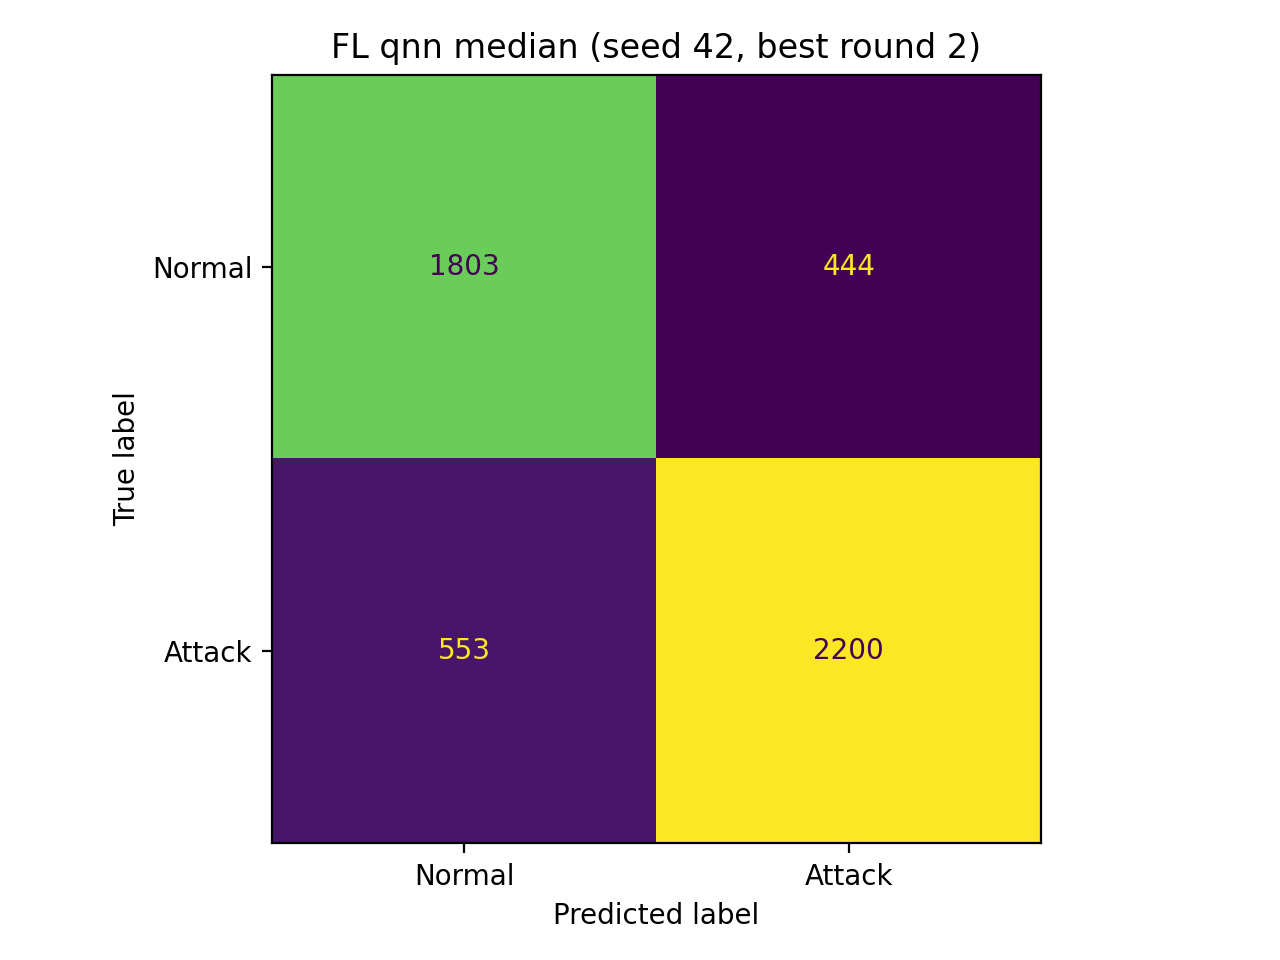 FL qnn median (seed 42, best round 2)
1803
444
Normal
True label
553
2200
Attack
Normal
Attack
Predicted label